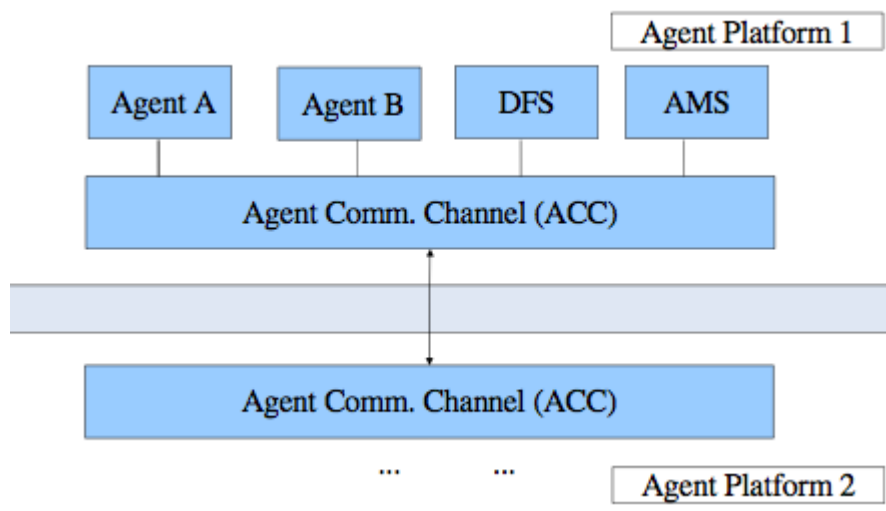 Agent Platform 1
Agent A
Agent B
DFS
AMS
Agent Comm. Channel (ACC)
Agent Comm. Channel (ACC)
... ...
Agent Platform 2